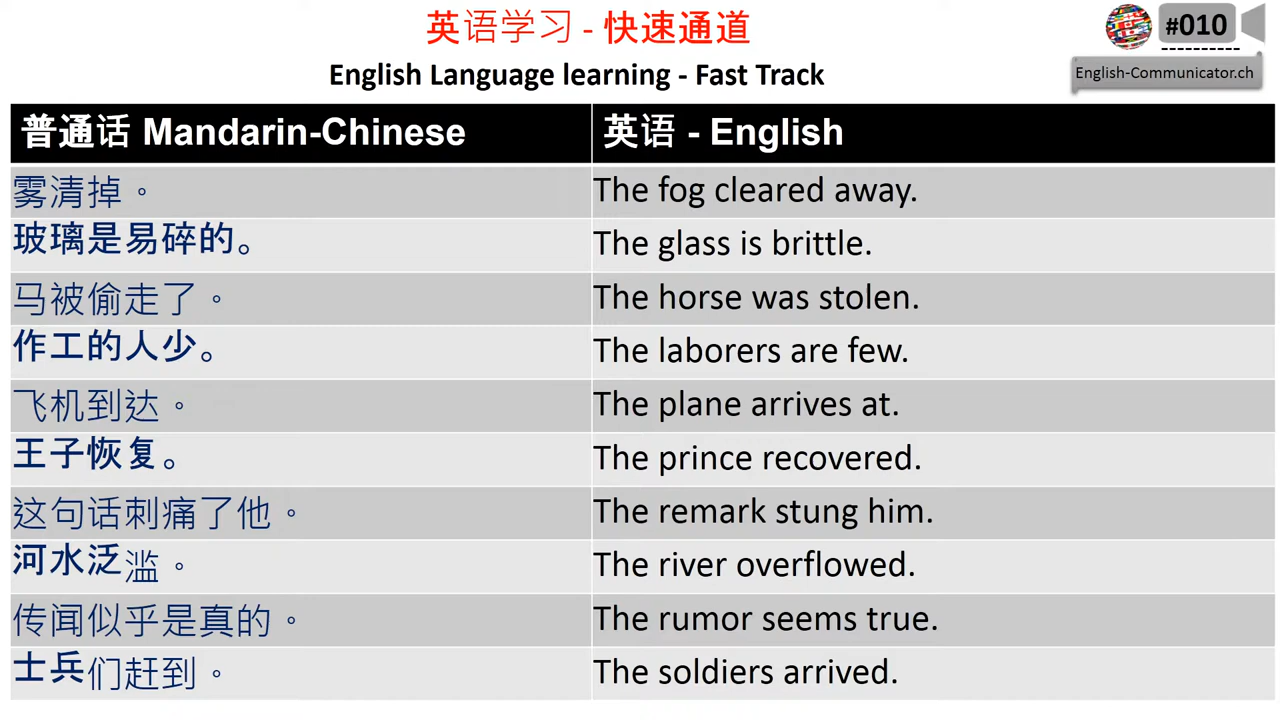 英语学习 - 快速通道
#010
English Language learning - Fast Track
English-Communicator.ch
普通话 Mandarin-Chinese 英语 - English
雾清掉。 The fog cleared away.
玻璃是易碎的。 The glass is brittle.
马被偷走了。 The horse was stolen.
作工的人少。 The laborers are few.
飞机到达。 The plane arrives at.
王子恢复。 The prince recovered.
这句话刺痛了他。 The remark stung him.
河水泛滥。 The river overflowed.
传闻似乎是真的。 The rumor seems true.
士兵们赶到。 The soldiers arrived.